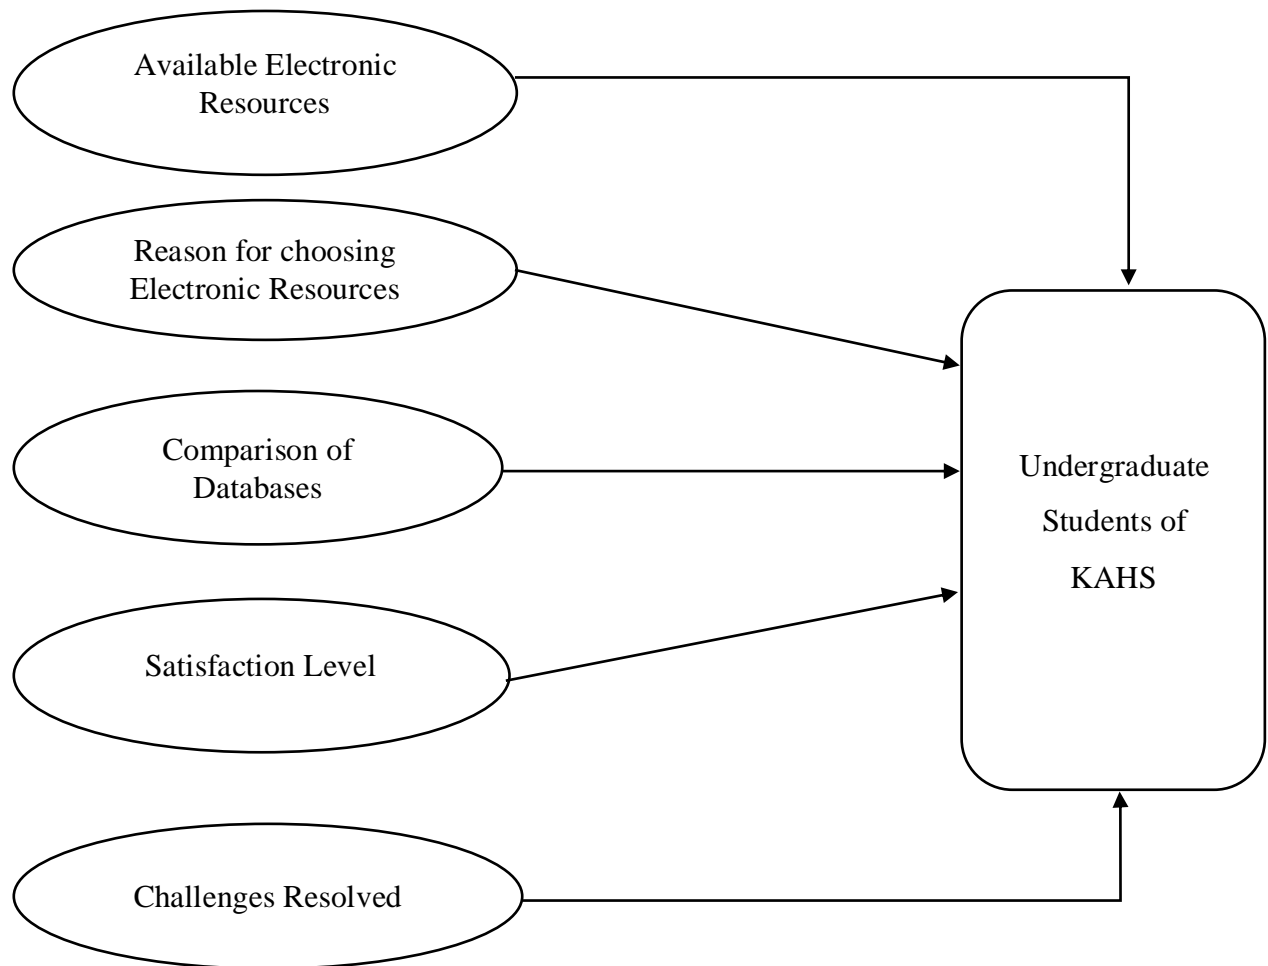 Available Electronic
Resources
Reason for choosing
Electronic Resources
Comparison of
Databases
Satisfaction Level
Challenges Resolved
Undergraduate
Students of
KAHS